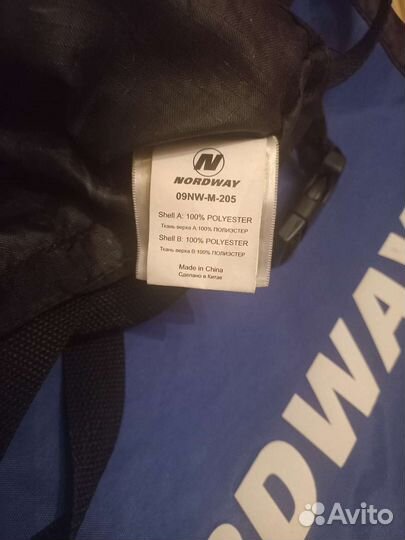 N
NORDWAY
09NW-M-205
Shell A: 100% POLYESTER
Ткань верха A:100% ПОЛИЭСТЕР
Shell B: 100% POLYESTER
Ткань верха B:100% ПОЛИЭСТЕР
Made in China
Сделано в Китае
RDWAY
Avito